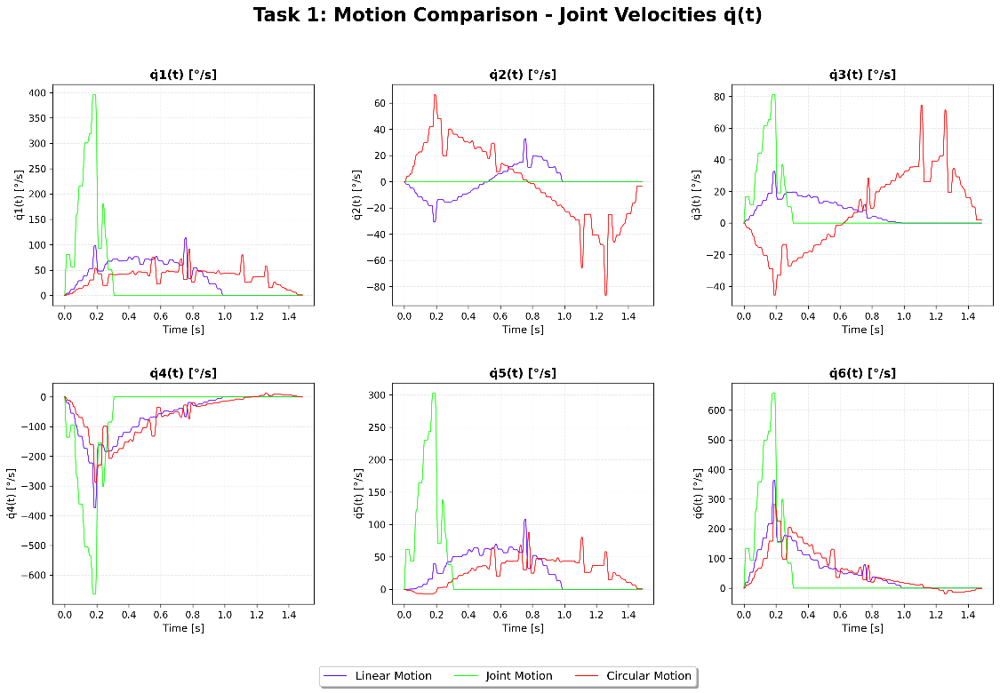 Task 1: Motion Comparison - Joint Velocities q̇(t)
q̇1(t) [°/s]
q̇1(t) [°/s]
400
350
300
250
200
150
100
50
0
0.0 0.2 0.4 0.6 0.8 1.0 1.2 1.4
Time [s]
q̇2(t) [°/s]
q̇2(t) [°/s]
60
40
20
0
−20
−40
−60
−80
0.0 0.2 0.4 0.6 0.8 1.0 1.2 1.4
Time [s]
q̇3(t) [°/s]
q̇3(t) [°/s]
80
60
40
20
0
−20
−40
0.0 0.2 0.4 0.6 0.8 1.0 1.2 1.4
Time [s]
q̇4(t) [°/s]
q̇4(t) [°/s]
0
−100
−200
−300
−400
−500
−600
0.0 0.2 0.4 0.6 0.8 1.0 1.2 1.4
Time [s]
q̇5(t) [°/s]
q̇5(t) [°/s]
300
250
200
150
100
50
0
0.0 0.2 0.4 0.6 0.8 1.0 1.2 1.4
Time [s]
q̇6(t) [°/s]
q̇6(t) [°/s]
600
500
400
300
200
100
0
0.0 0.2 0.4 0.6 0.8 1.0 1.2 1.4
Time [s]
Linear Motion Joint Motion Circular Motion